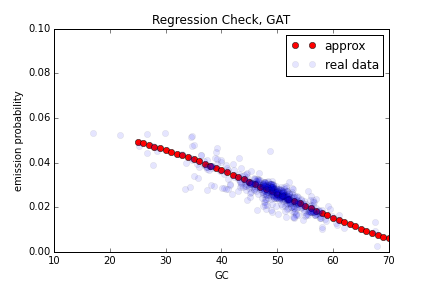 Regression Check, GAT
0.10
approx
real data
0.08
0.06
emission probability
0.04
0.02
0.00
10 20 30 40 50 60 70
GC